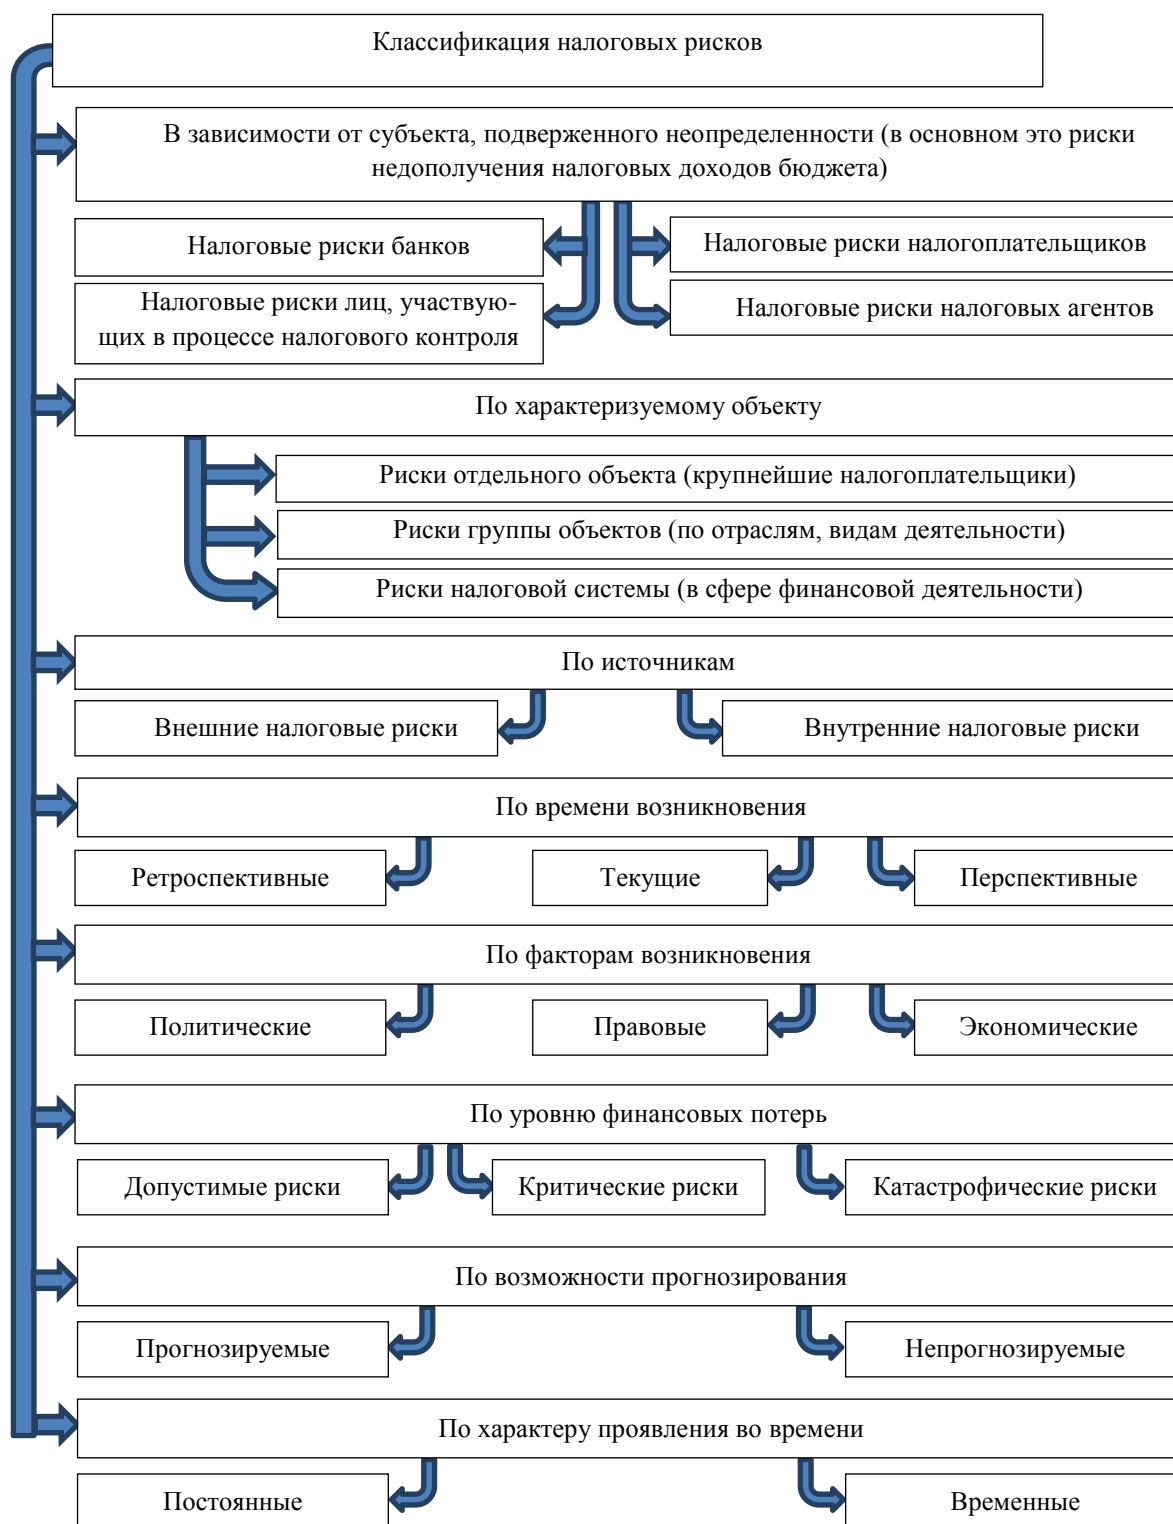 Классификация налоговых рисков
В зависимости от субъекта, подверженного неопределенности (в основном это риски
недополучения налоговых доходов бюджета)
Налоговые риски банков
Налоговые риски налогоплательщиков
Налоговые риски лиц, участвую-
щих в процессе налогового контроля
Налоговые риски налоговых агентов
По характеризуемому объекту
Риски отдельного объекта (крупнейшие налогоплательщики)
Риски группы объектов (по отраслям, видам деятельности)
Риски налоговой системы (в сфере финансовой деятельности)
По источникам
Внешние налоговые риски
Внутренние налоговые риски
По времени возникновения
Ретроспективные
Текущие
Перспективные
По факторам возникновения
Политические
Правовые
Экономические
По уровню финансовых потерь
Допустимые риски
Критические риски
Катастрофические риски
По возможности прогнозирования
Прогнозируемые
Непрогнозируемые
По характеру проявления во времени
Постоянные
Временные